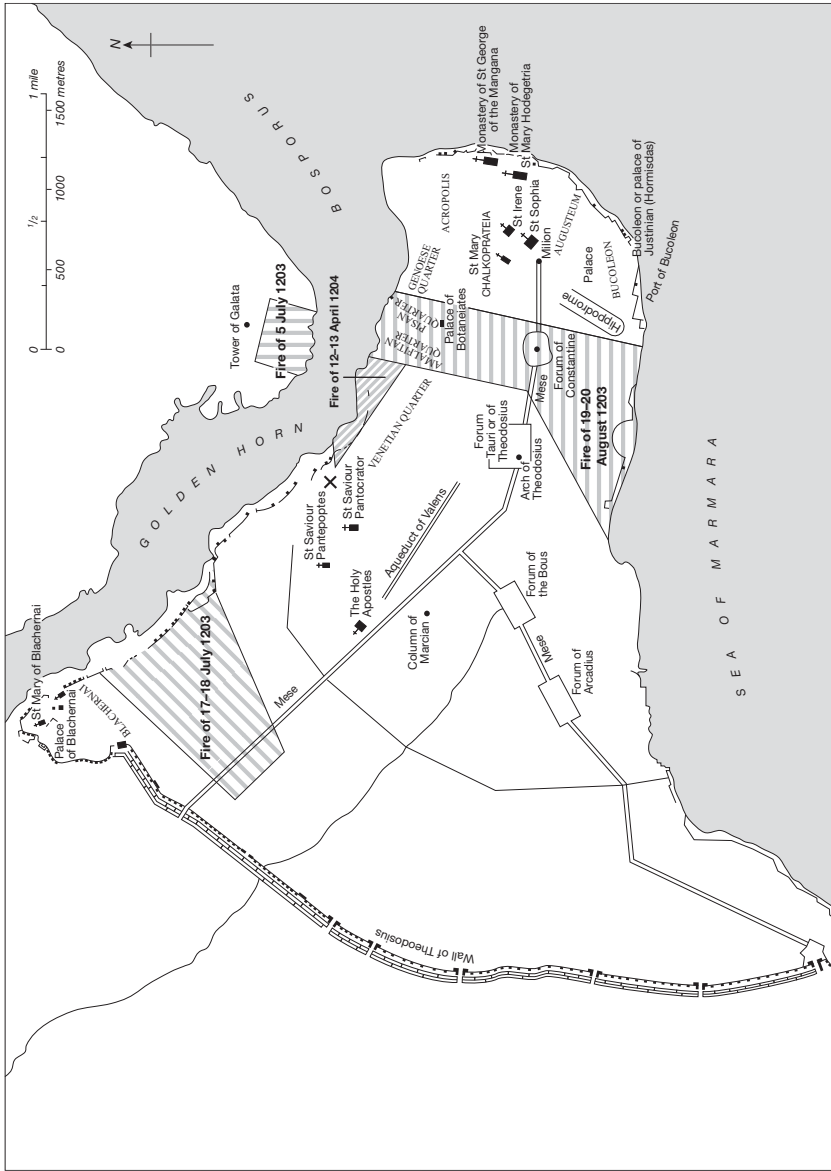 N
1 mile
1500 metres
1/2
1000
500
0
0
BOSPORUS
GOLDEN HORN
SEA OF MARMARA
Tower of Galata
Fire of 5 July 1203
Fire of 12–13 April 1204
Monastery of St George
of the Mangana
Monastery of
St Mary Hodegetria
ACROPOLIS
St Irene
St Sophia
St Mary
CHALKOPRATEIA
Milion
AUGUSTEUM
GENOESE
QUARTER
PISAN
QUARTER
AMALFITAN
QUARTER
Palace of
Botaneiates
Palace
BUCOLEON
Hippodrome
Bucoleon or palace of
Justinian (Hormisdas)
Port of Bucoleon
Forum of
Constantine
Mese
Fire of 19–20
August 1203
VENETIAN QUARTER
Forum
Tauri or of
Theodosius
Arch of
Theodosius
St Saviour
Pantepoptes
St Saviour
Pantocrator
Aqueduct of Valens
The Holy
Apostles
Column of
Marcian
Forum of
the Bous
Mese
Forum of
Arcadius
Mese
St Mary of Blachernai
Palace
of Blachernai
BLACHERNAI
Fire of 17–18 July 1203
Wall of Theodosius